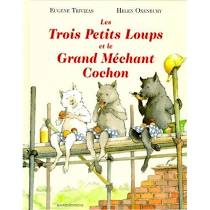 EUGENE TRIVIZAS HELEN OXENBURY
Les
Trois Petits Loups
et le
Grand Méchant
Cochon